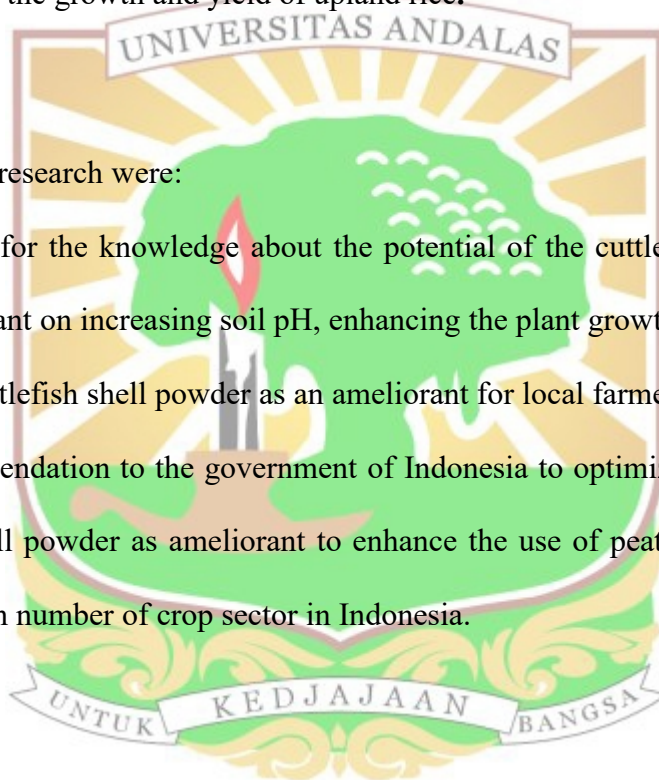 the growth and yield of upland rice.
UNIVERSITAS ANDALAS
research were:
for the knowledge about the potential of the cuttle
ant on increasing soil pH, enhancing the plant growt
tlefish shell powder as an ameliorant for local farme
endation to the government of Indonesia to optimi
ll powder as ameliorant to enhance the use of peat
n number of crop sector in Indonesia.
UNTUK KEDJAJAAN BANGSA